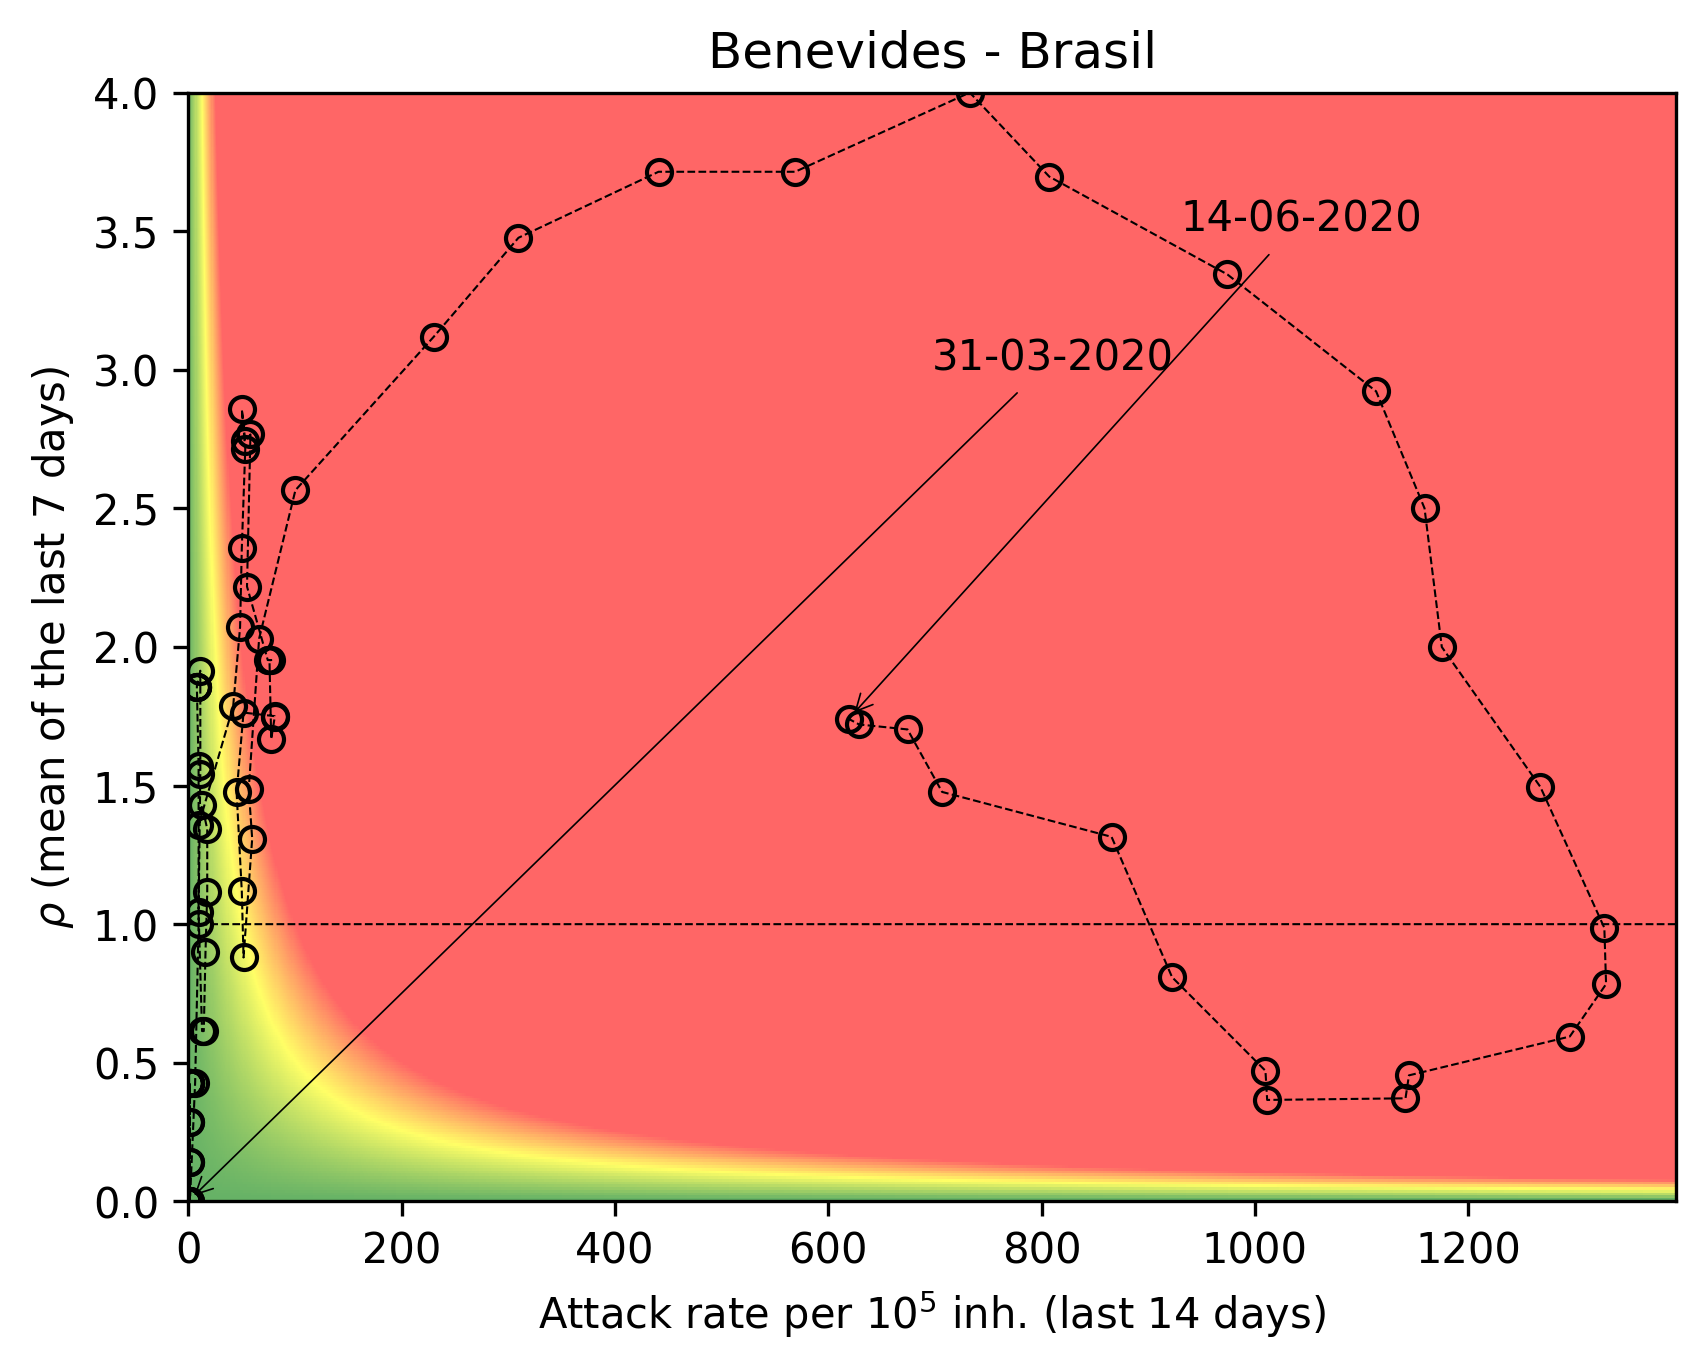 Benevides - Brasil
4.0
3.5
3.0
2.5
2.0
1.5
1.0
0.5
0.0
ρ (mean of the last 7 days)
14-06-2020
31-03-2020
0 200 400 600 800 1000 1200
Attack rate per 10⁵ inh. (last 14 days)